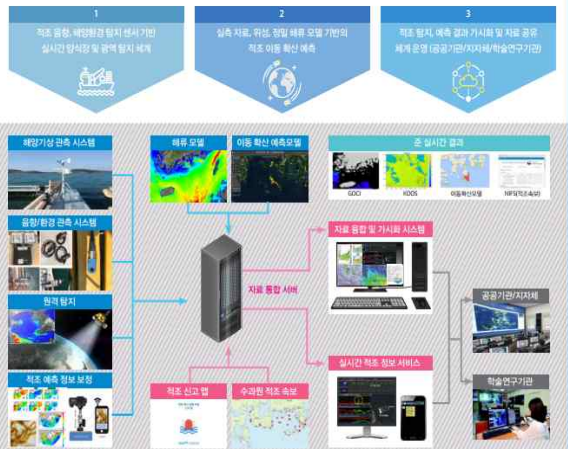 1
적조 음향, 해양환경 탐지 센서 기반
실시간 양식장 및 광역 탐지 체계
2
실측 자료, 위성, 정밀 해류 모델 기반의
적조 이동 확산 예측
3
적조 탐지, 예측 결과 가시화 및 자료 공유
체계 운영 (공공기관/지자체/학술연구기관)
해양기상 관측 시스템
해류 모델
이동 확산 예측모델
준 실시간 결과
GOCI
KOOS
이동확산모델
NIFS(적조속보)
음향/환경 관측 시스템
자료 융합 및 가시화 시스템
자료 통합 서버
공공기관/지자체
원격 탐지
실시간 적조 정보 서비스
학술연구기관
적조 예측 정보 보정
적조 신고 앱
수과원 적조 속보